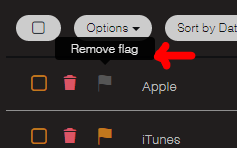 Options Sort by Dat
Remove flag
Apple
iTunes